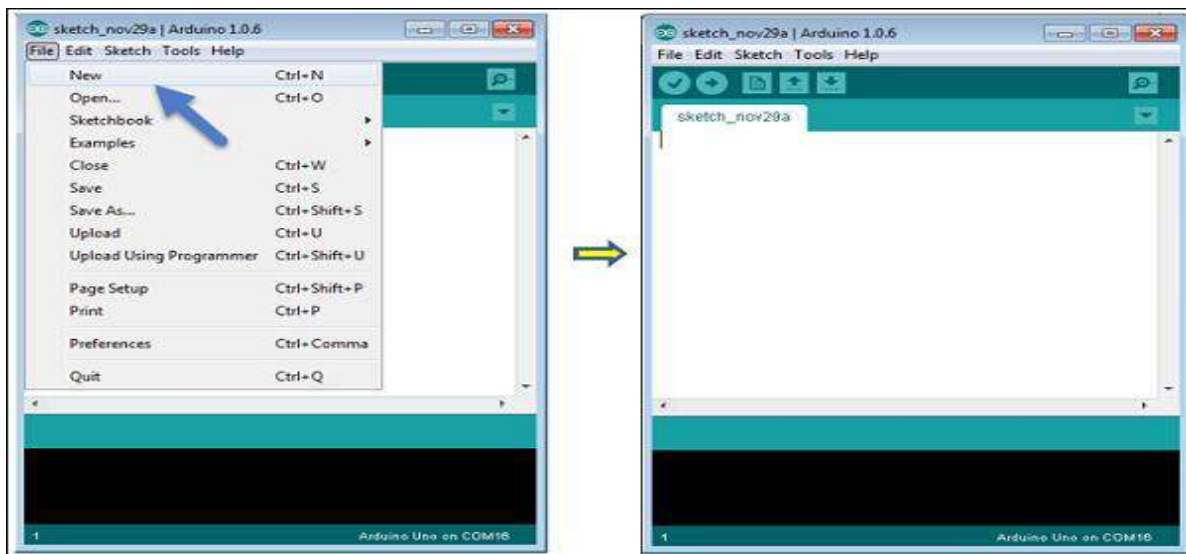 sketch_nov29a | Arduino 1.0.6
File Edit Sketch Tools Help
New Ctrl+N
Open... Ctrl+O
Sketchbook
Examples
Close Ctrl+W
Save Ctrl+S
Save As... Ctrl+Shift+S
Upload Ctrl+U
Upload Using Programmer Ctrl+Shift+U
Page Setup Ctrl+Shift+P
Print Ctrl+P
Preferences Ctrl+Comma
Quit Ctrl+Q
1 Arduino Uno on COM16
sketch_nov29a | Arduino 1.0.6
File Edit Sketch Tools Help
sketch_nov29a
1 Arduino Uno on COM16